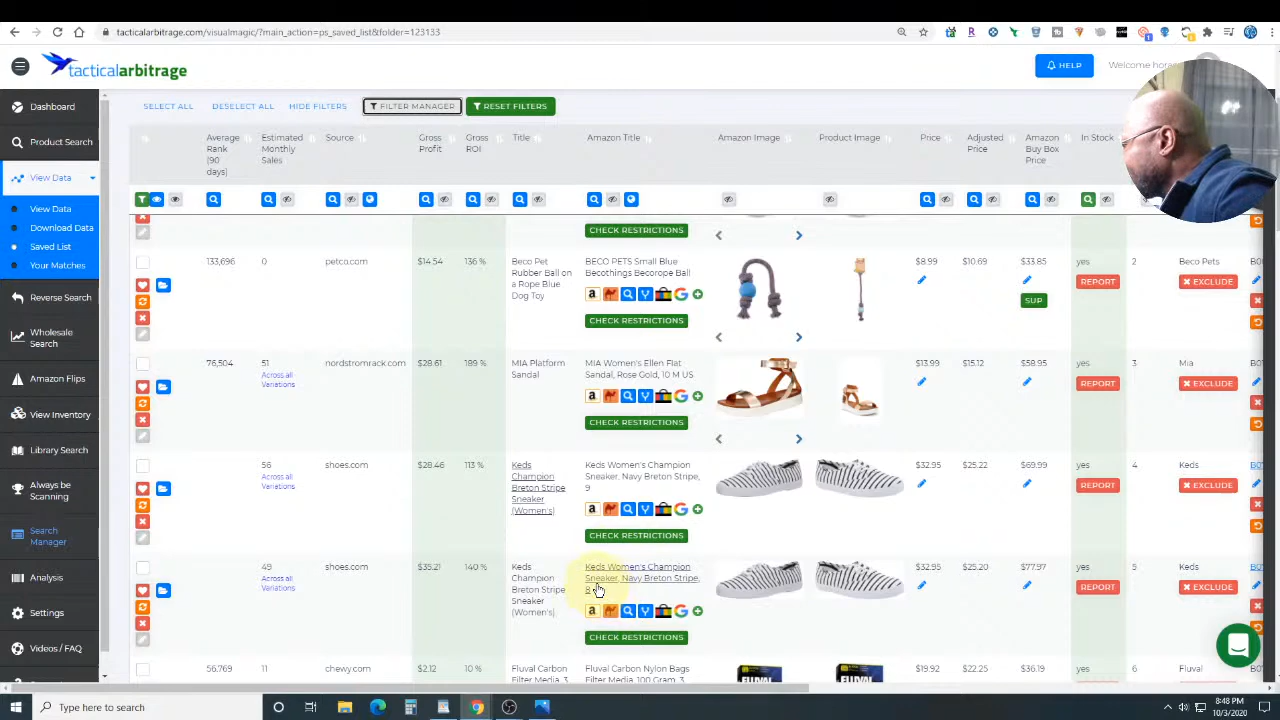 tacticalarbitrage.com/visualmagic/?main_action=ps_saved_list&folder=123133
tacticalarbitrage
HELP
Welcome
Dashboard
Product Search
View Data
View Data
Download Data
Saved List
Your Matches
Reverse Search
Wholesale
Search
Amazon Flips
View Inventory
Library Search
Always be
Scanning
Search
Manager
Analysis
Settings
Videos / FAQ
SELECT ALL
DESELECT ALL
HIDE FILTERS
FILTER MANAGER
RESET FILTERS
Average
Rank
(90
days)
Estimated
Monthly
Sales
Source
Gross
Profit
Gross
ROI
Title
Amazon Title
Amazon Image
Product Image
Price
Adjusted
Price
Amazon
Buy Box
Price
In Stock
CHECK RESTRICTIONS
133,696
0
petco.com
$14.54
136 %
Beco Pet
Rubber Ball on
a Rope Blue
Dog Toy
BECO PETS Small Blue
Becothings Becorope Ball
CHECK RESTRICTIONS
$8.99
$10.69
$33.85
SUP
yes
REPORT
2
Beco Pets
EXCLUDE
76,504
51
Across all
Variations
nordstromrack.com
$28.61
189 %
MIA Platform
Sandal
MIA Women's Ellen Flat
Sandal, Rose Gold, 10 M US
CHECK RESTRICTIONS
$13.99
$15.12
$58.95
yes
REPORT
3
Mia
EXCLUDE
56
Across all
Variations
shoes.com
$28.46
113 %
Keds
Champion
Breton Stripe
Sneaker
(Women's)
Keds Women's Champion
Sneaker, Navy Breton Stripe,
9
CHECK RESTRICTIONS
$32.95
$25.22
$69.99
yes
REPORT
4
Keds
EXCLUDE
49
Across all
Variations
shoes.com
$35.21
140 %
Keds
Champion
Breton Stripe
Sneaker
(Women's)
Keds Women's Champion
Sneaker, Navy Breton Stripe,
8
CHECK RESTRICTIONS
$32.95
$25.20
$77.97
yes
REPORT
5
Keds
EXCLUDE
56,769
11
chewy.com
$2.12
10 %
Fluval Carbon
Filter Media, 3
Fluval Carbon Nylon Bags
Filter Media, 100 Gram, 3
FLUVAL
FLUVAL
$19.92
$22.25
$36.19
yes
6
Fluval
Type here to search
8:48 PM
10/3/2020